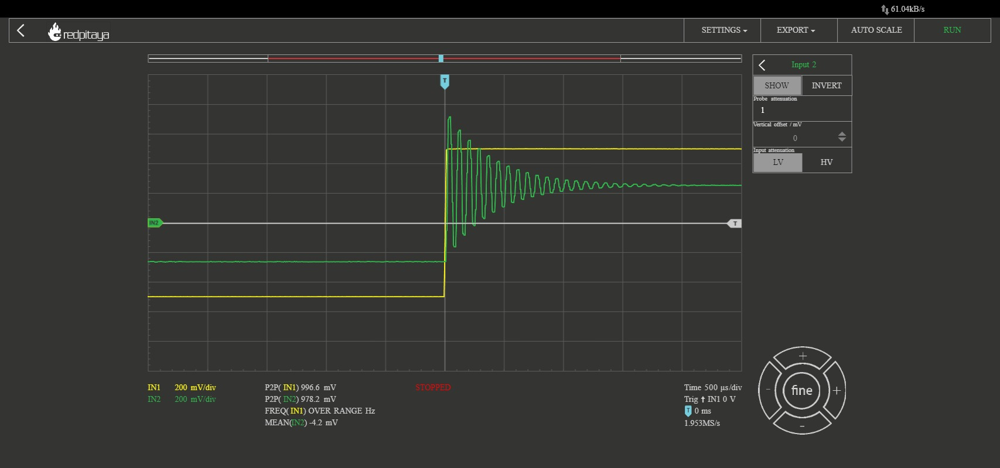 61.04kB/s
redpitaya
SETTINGS
EXPORT
AUTO SCALE
RUN
Input 2
SHOW INVERT
Probe attenuation
1
Vertical offset / mV
0
Input attenuation
LV HV
T
IN2
T
IN1 200 mV/div
IN2 200 mV/div
P2P( IN1) 996.6 mV
P2P( IN2) 978.2 mV
FREQ( IN1) OVER RANGE Hz
MEAN(IN2) -4.2 mV
STOPPED
Time 500 µs/div
Trig IN1 0 V
T 0 ms
1.953MS/s
+
- fine +
-